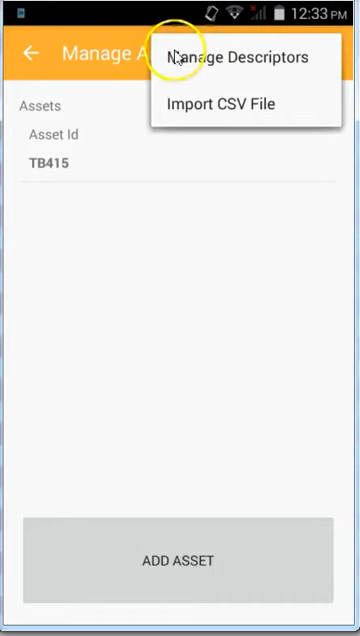 12:33 PM
Manage A
Manage Descriptors
Import CSV File
Assets
Asset Id
TB415
ADD ASSET